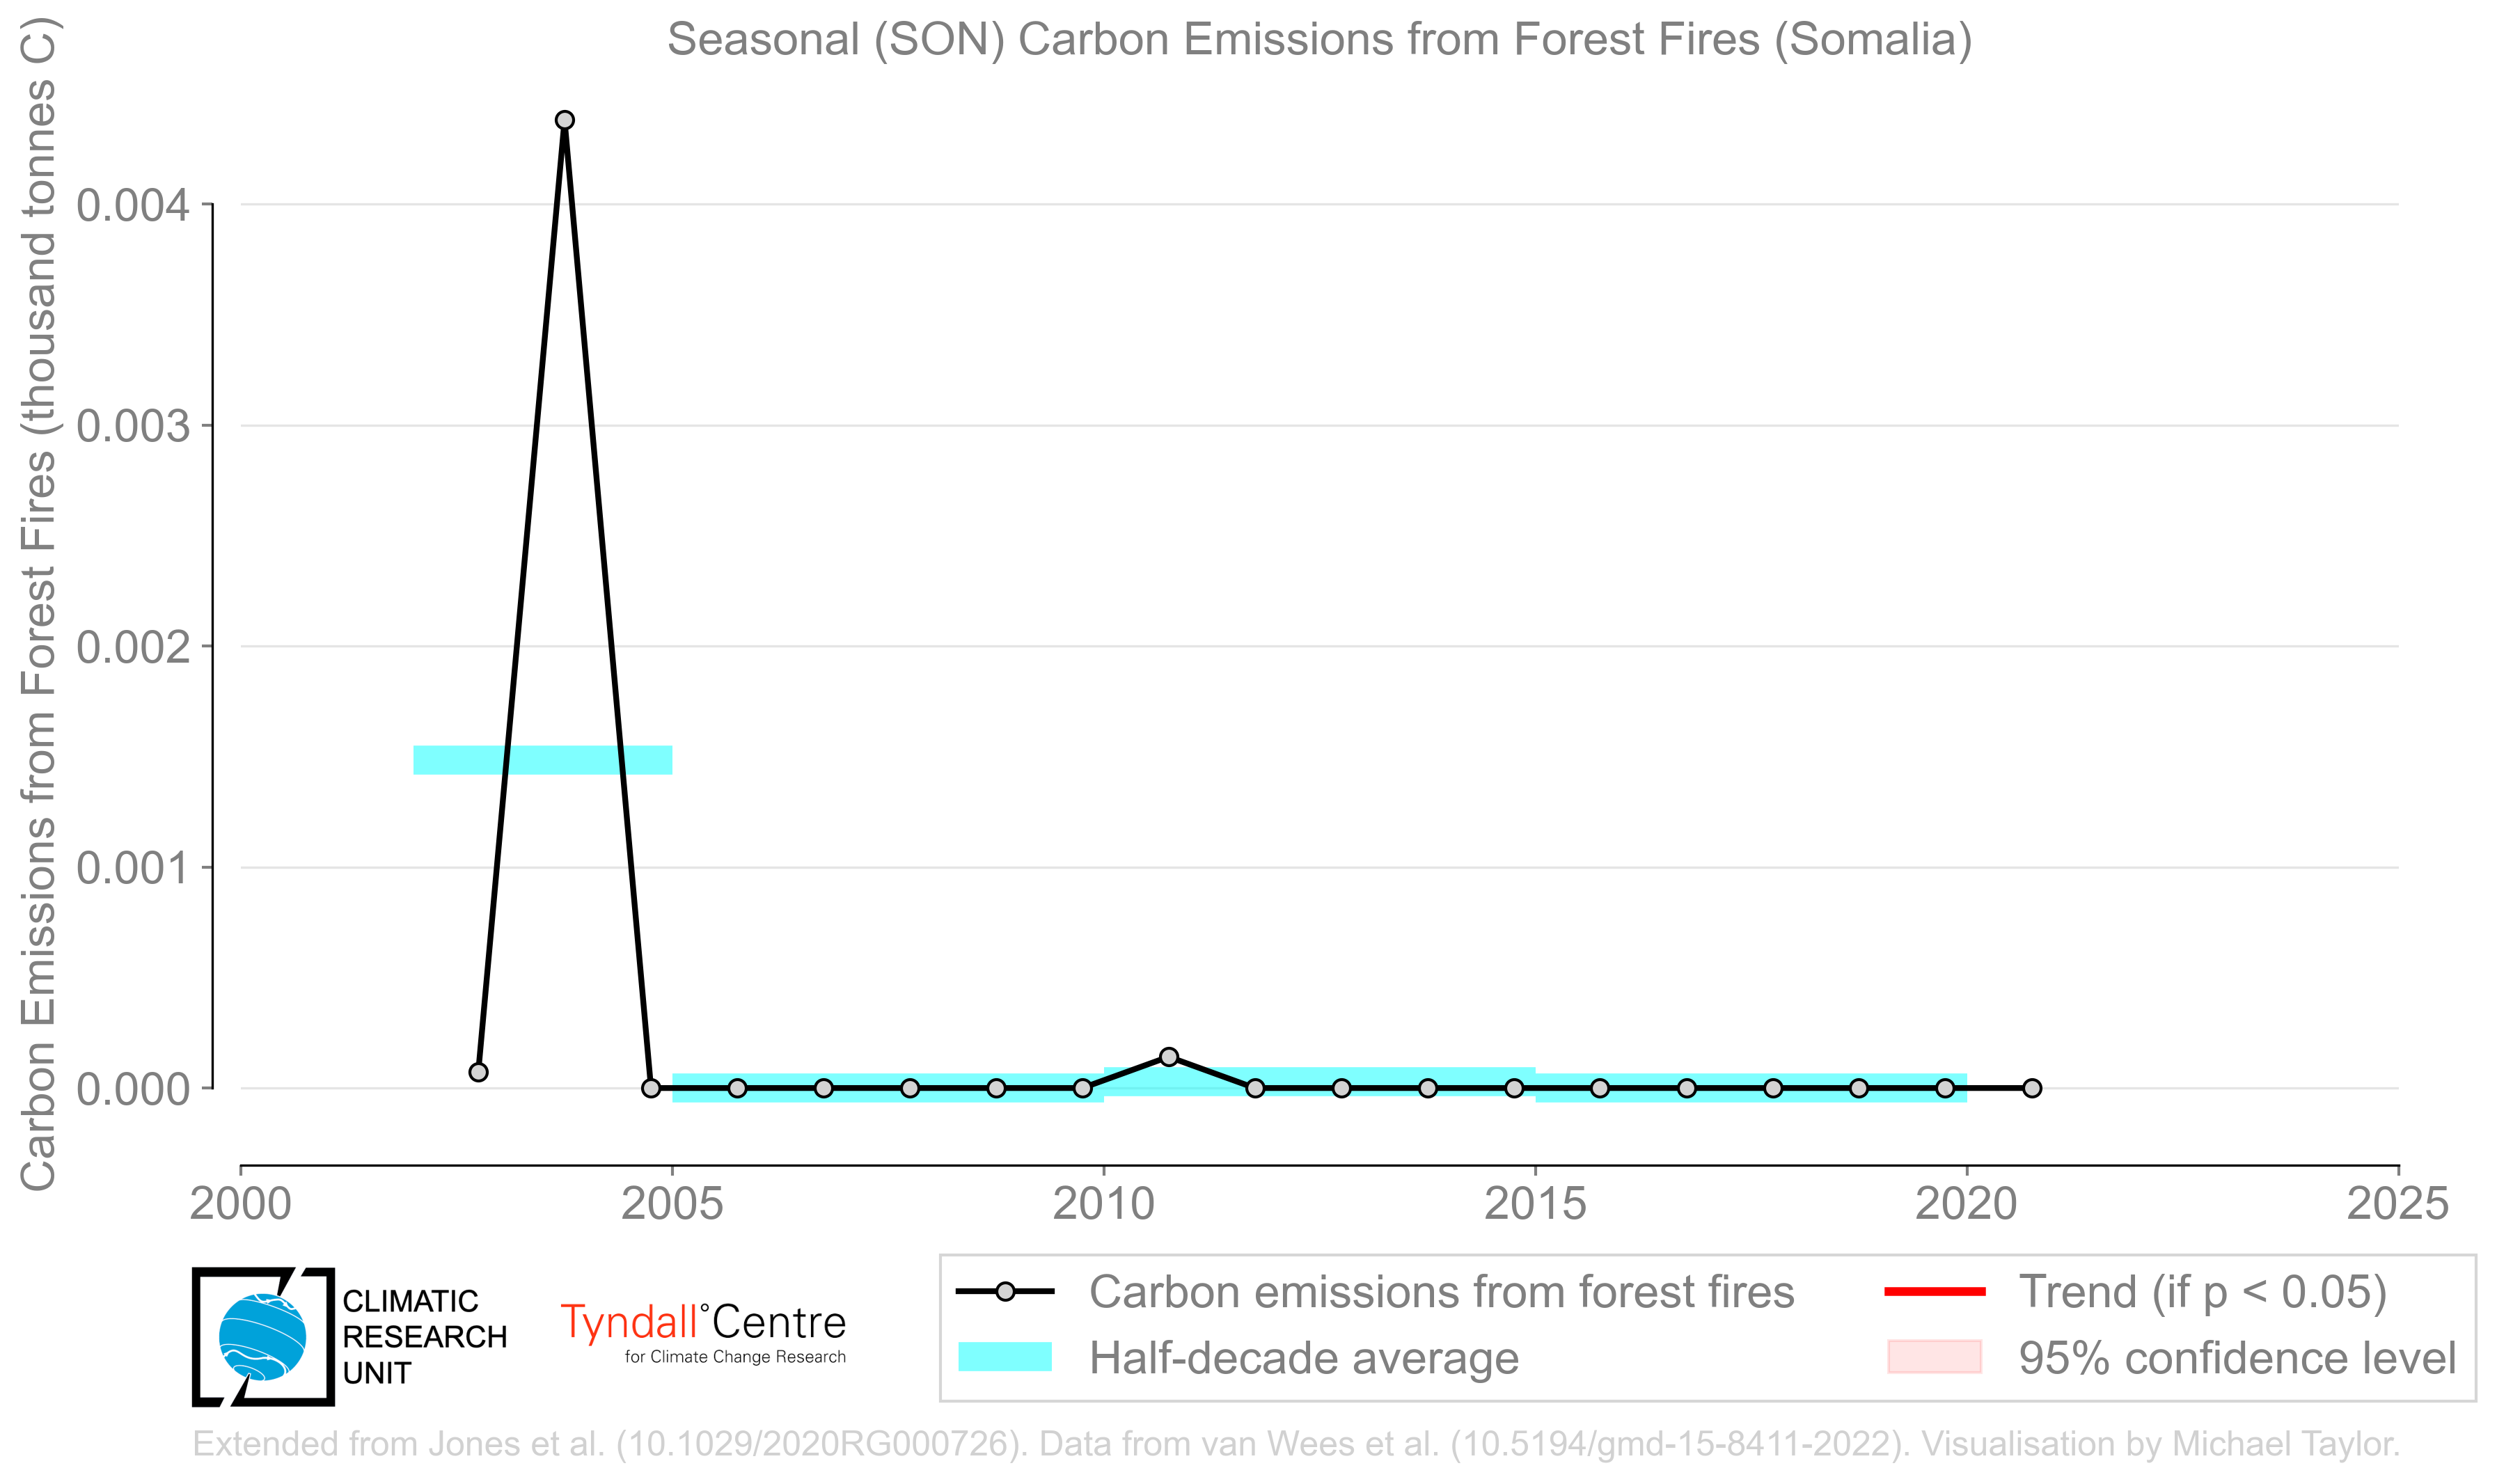 Seasonal (SON) Carbon Emissions from Forest Fires (Somalia)
Carbon Emissions from Forest Fires (thousand tonnes C)
0.004
0.003
0.002
0.001
0.000
2000 2005 2010 2015 2020 2025
CLIMATIC
RESEARCH
UNIT
Tyndall°Centre
for Climate Change Research
Carbon emissions from forest fires
Half-decade average
Trend (if p < 0.05)
95% confidence level
Extended from Jones et al. (10.1029/2020RG000726). Data from van Wees et al. (10.5194/gmd-15-8411-2022). Visualisation by Michael Taylor.